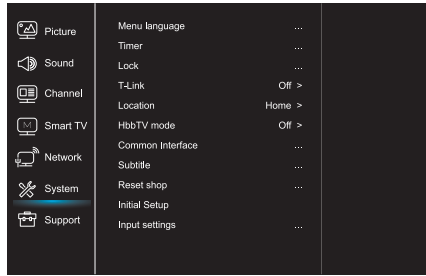 Picture
Sound
Channel
M
Smart TV
Network
System
Support
Menu language ...
Timer ...
Lock ...
T-Link Off >
Location Home >
HbbTV mode Off >
Common Interface ...
Subtitle ...
Reset shop ...
Initial Setup
Input settings ...